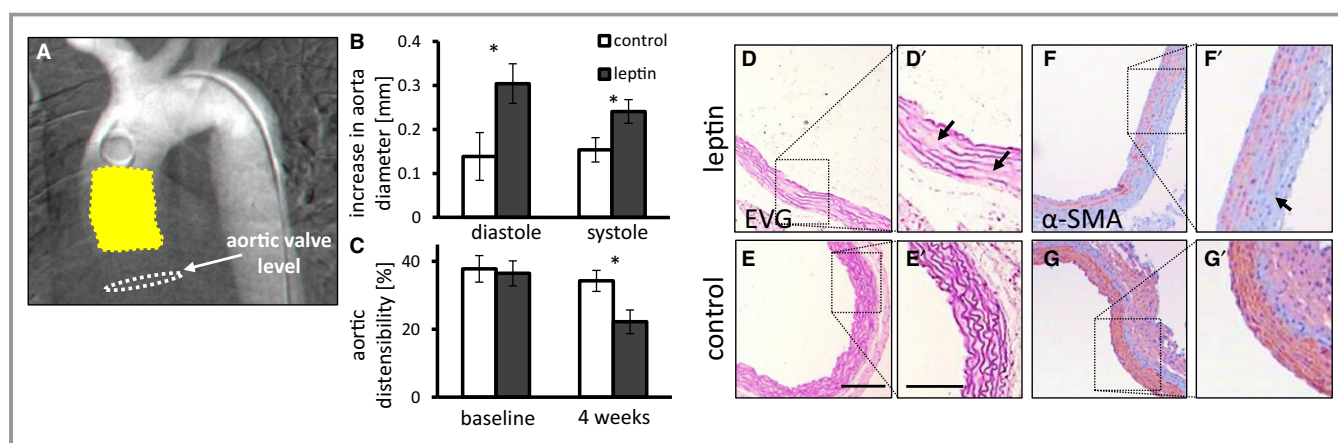 A
aortic valve
level
B
increase in aorta
diameter [mm]
0.4
0.3
0.2
0.1
0
*
*
control
leptin
diastole
systole
C
aortic
distensibility [%]
40
20
0
*
baseline
4 weeks
leptin
control
D
EVG
D′
E
E′
F
α-SMA
F′
G
G′